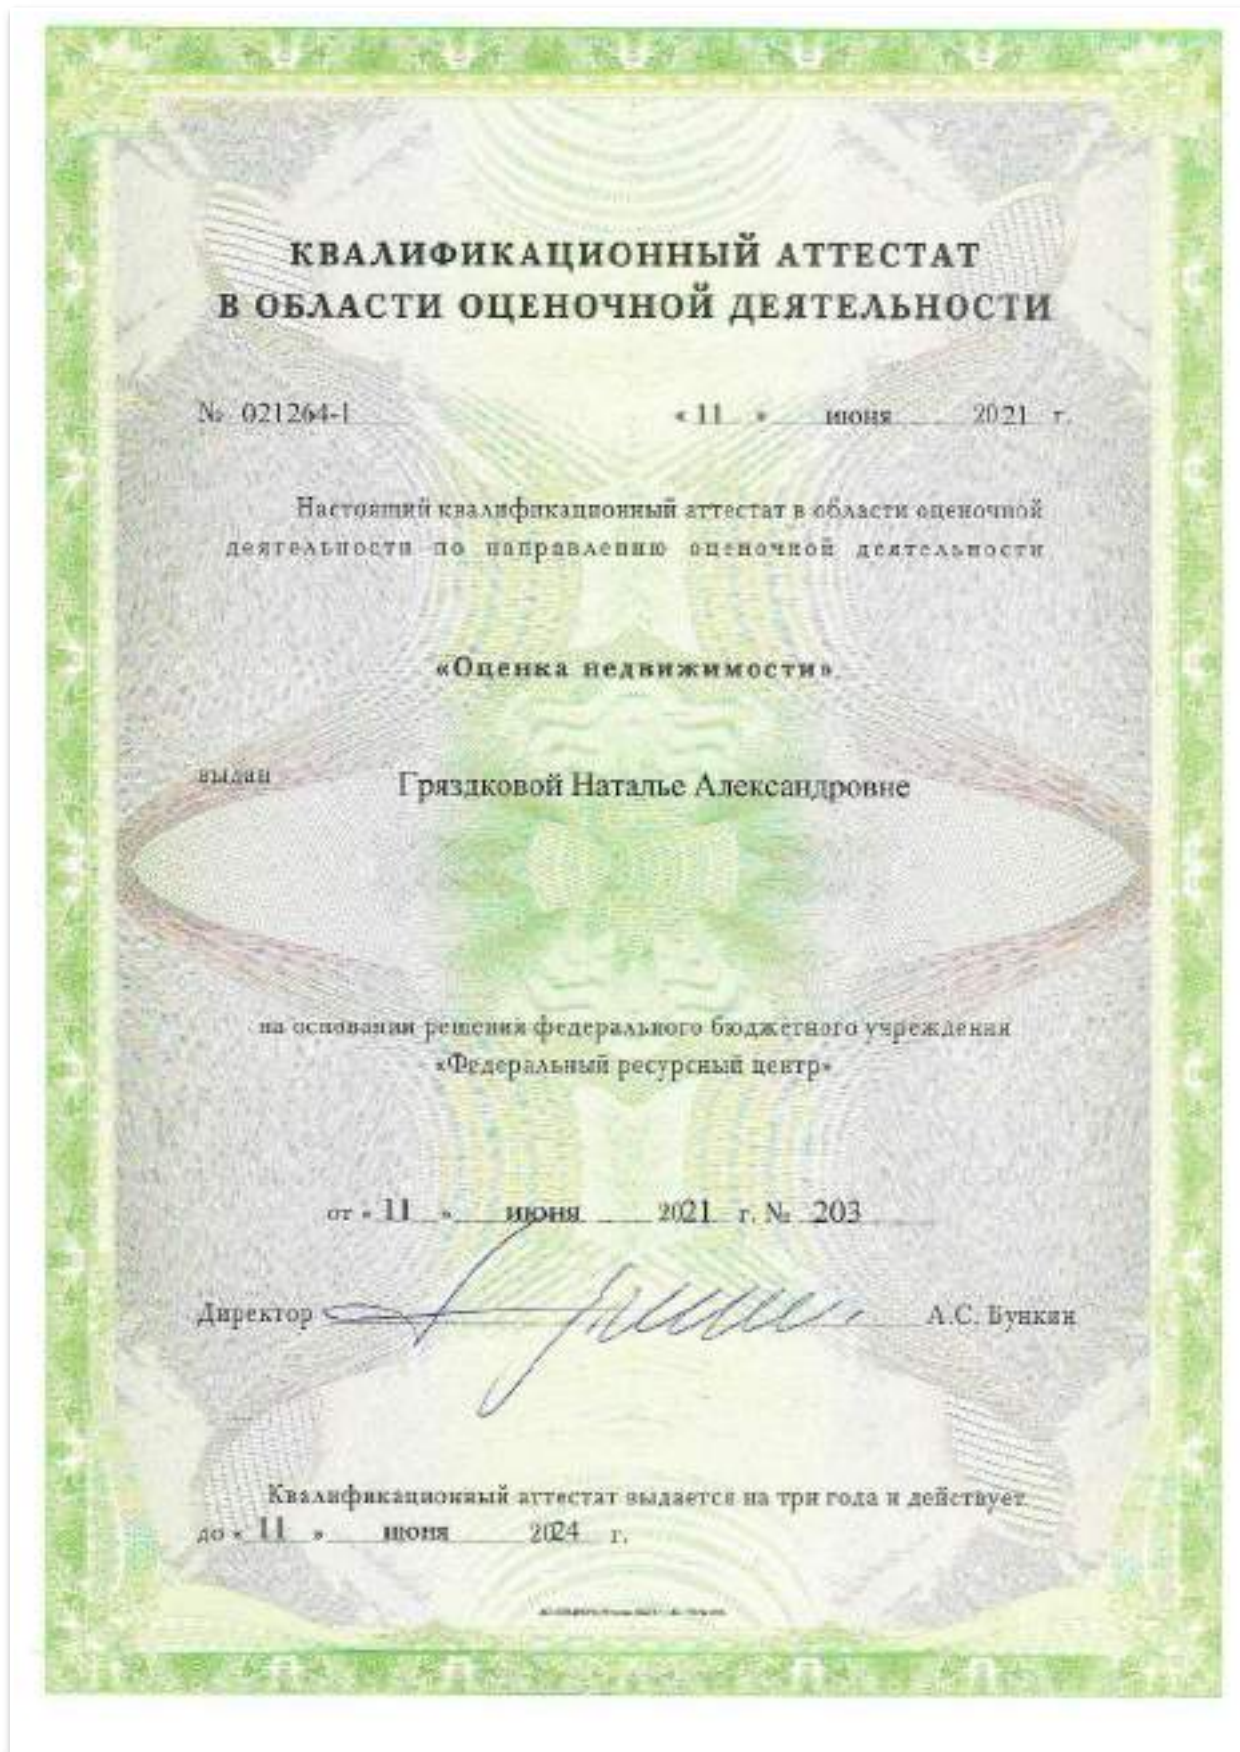 КВАЛИФИКАЦИОННЫЙ АТТЕСТАТ
В ОБЛАСТИ ОЦЕНОЧНОЙ ДЕЯТЕЛЬНОСТИ
№ 021264-1 « 11 » июня 2021 г.
Настоящий квалификационный аттестат в области оценочной
деятельности по направлению оценочной деятельности
«Оценка недвижимости»
выдан Гряздковой Наталье Александровне
на основании решения федерального бюджетного учреждения
«Федеральный ресурсный центр»
от « 11 » июня 2021 г. № 203
Директор А.С. Бункин
Квалификационный аттестат выдается на три года и действует
до « 11 » июня 2024 г.